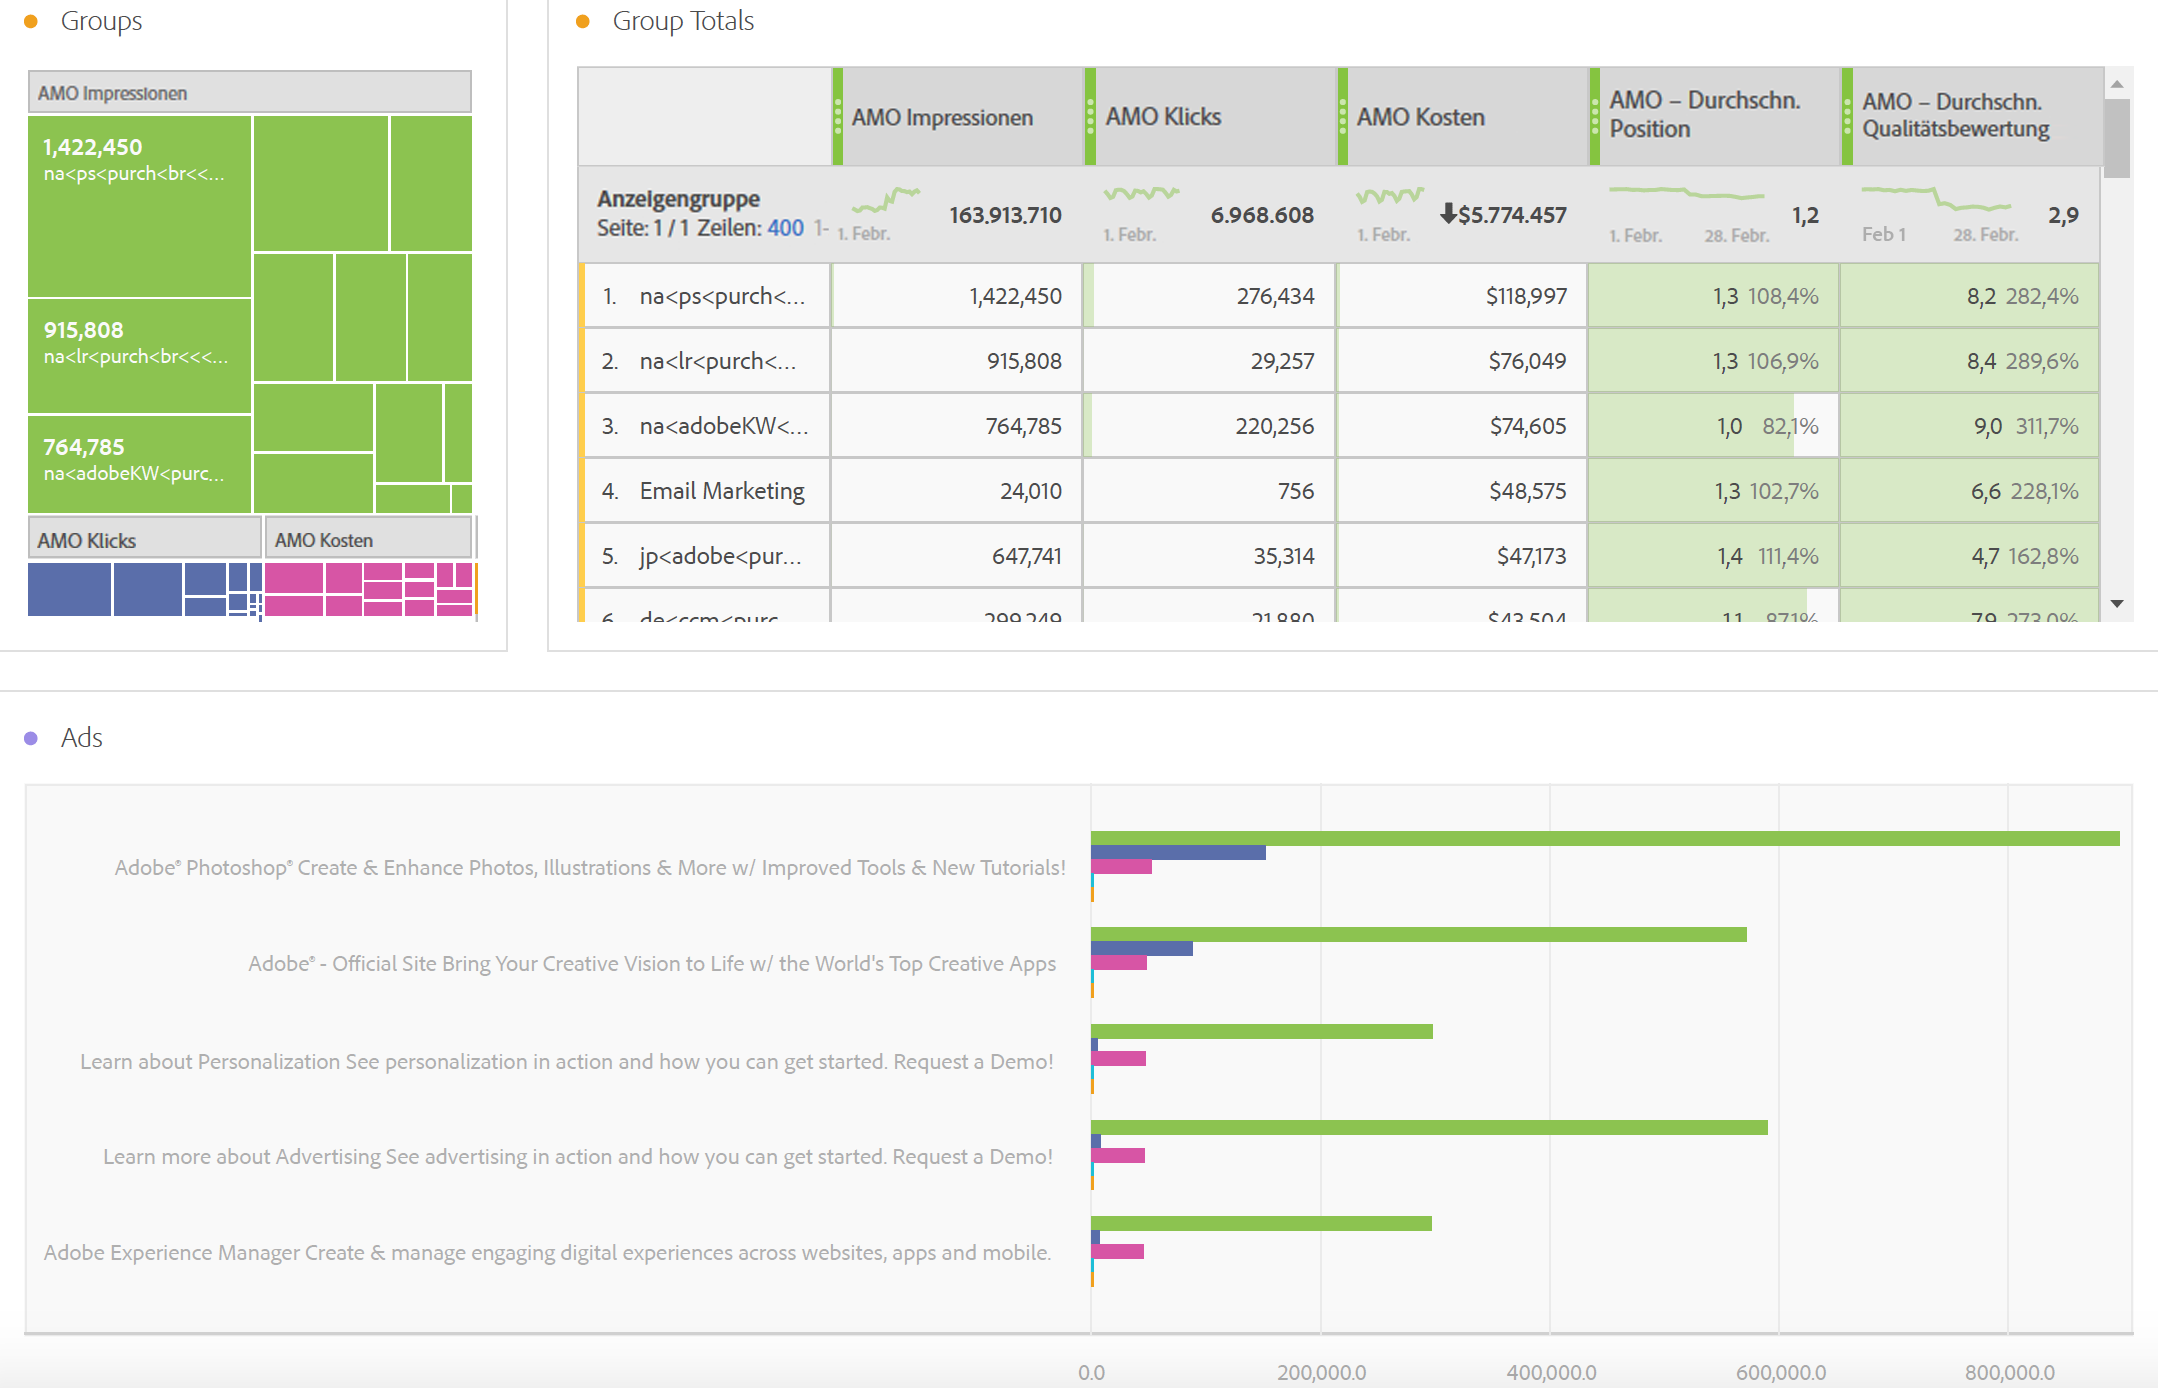 Groups
AMO Impressionen
1,422,450
na<ps<purch<br<<...
915,808
na<lr<purch<br<<<...
764,785
na<adobeKW<purc...
AMO Klicks
AMO Kosten
Group Totals
AMO Impressionen
AMO Klicks
AMO Kosten
AMO – Durchschn.
Position
AMO – Durchschn.
Qualitätsbewertung
Anzeigengruppe
Seite: 1 / 1 Zeilen: 400 1-
1. Febr.
163.913.710
1. Febr.
6.968.608
1. Febr.
$5.774.457
1. Febr.
28. Febr.
1,2
Feb 1
28. Febr.
2,9
1. na<ps<purch<... 1,422,450 276,434 $118,997 1,3 108,4% 8,2 282,4%
2. na<lr<purch<... 915,808 29,257 $76,049 1,3 106,9% 8,4 289,6%
3. na<adobeKW<... 764,785 220,256 $74,605 1,0 82,1% 9,0 311,7%
4. Email Marketing 24,010 756 $48,575 1,3 102,7% 6,6 228,1%
5. jp<adobe<pur... 647,741 35,314 $47,173 1,4 111,4% 4,7 162,8%
6. de<ccm<purc... 299,249 21,880 $43,504 1,1 87,1% 7,9 273,0%
Ads
Adobe® Photoshop® Create & Enhance Photos, Illustrations & More w/ Improved Tools & New Tutorials!
Adobe® - Official Site Bring Your Creative Vision to Life w/ the World's Top Creative Apps
Learn about Personalization See personalization in action and how you can get started. Request a Demo!
Learn more about Advertising See advertising in action and how you can get started. Request a Demo!
Adobe Experience Manager Create & manage engaging digital experiences across websites, apps and mobile.
0.0
200,000.0
400,000.0
600,000.0
800,000.0